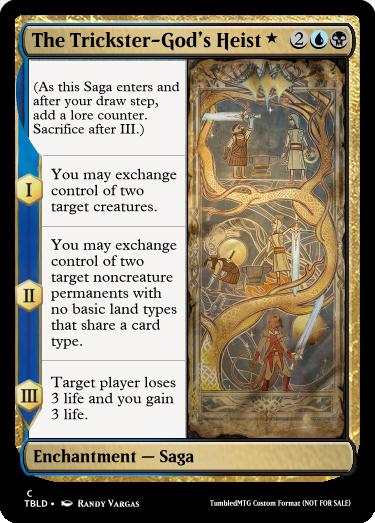 The Trickster-God's Heist ★ 2
(As this Saga enters and
after your draw step,
add a lore counter.
Sacrifice after III.)
I
You may exchange
control of two
target creatures.
II
You may exchange
control of two
target noncreature
permanents with
no basic land types
that share a card
type.
III
Target player loses
3 life and you gain
3 life.
Enchantment — Saga
C
TBLD • Randy Vargas
TumbledMTG Custom Format (NOT FOR SALE)